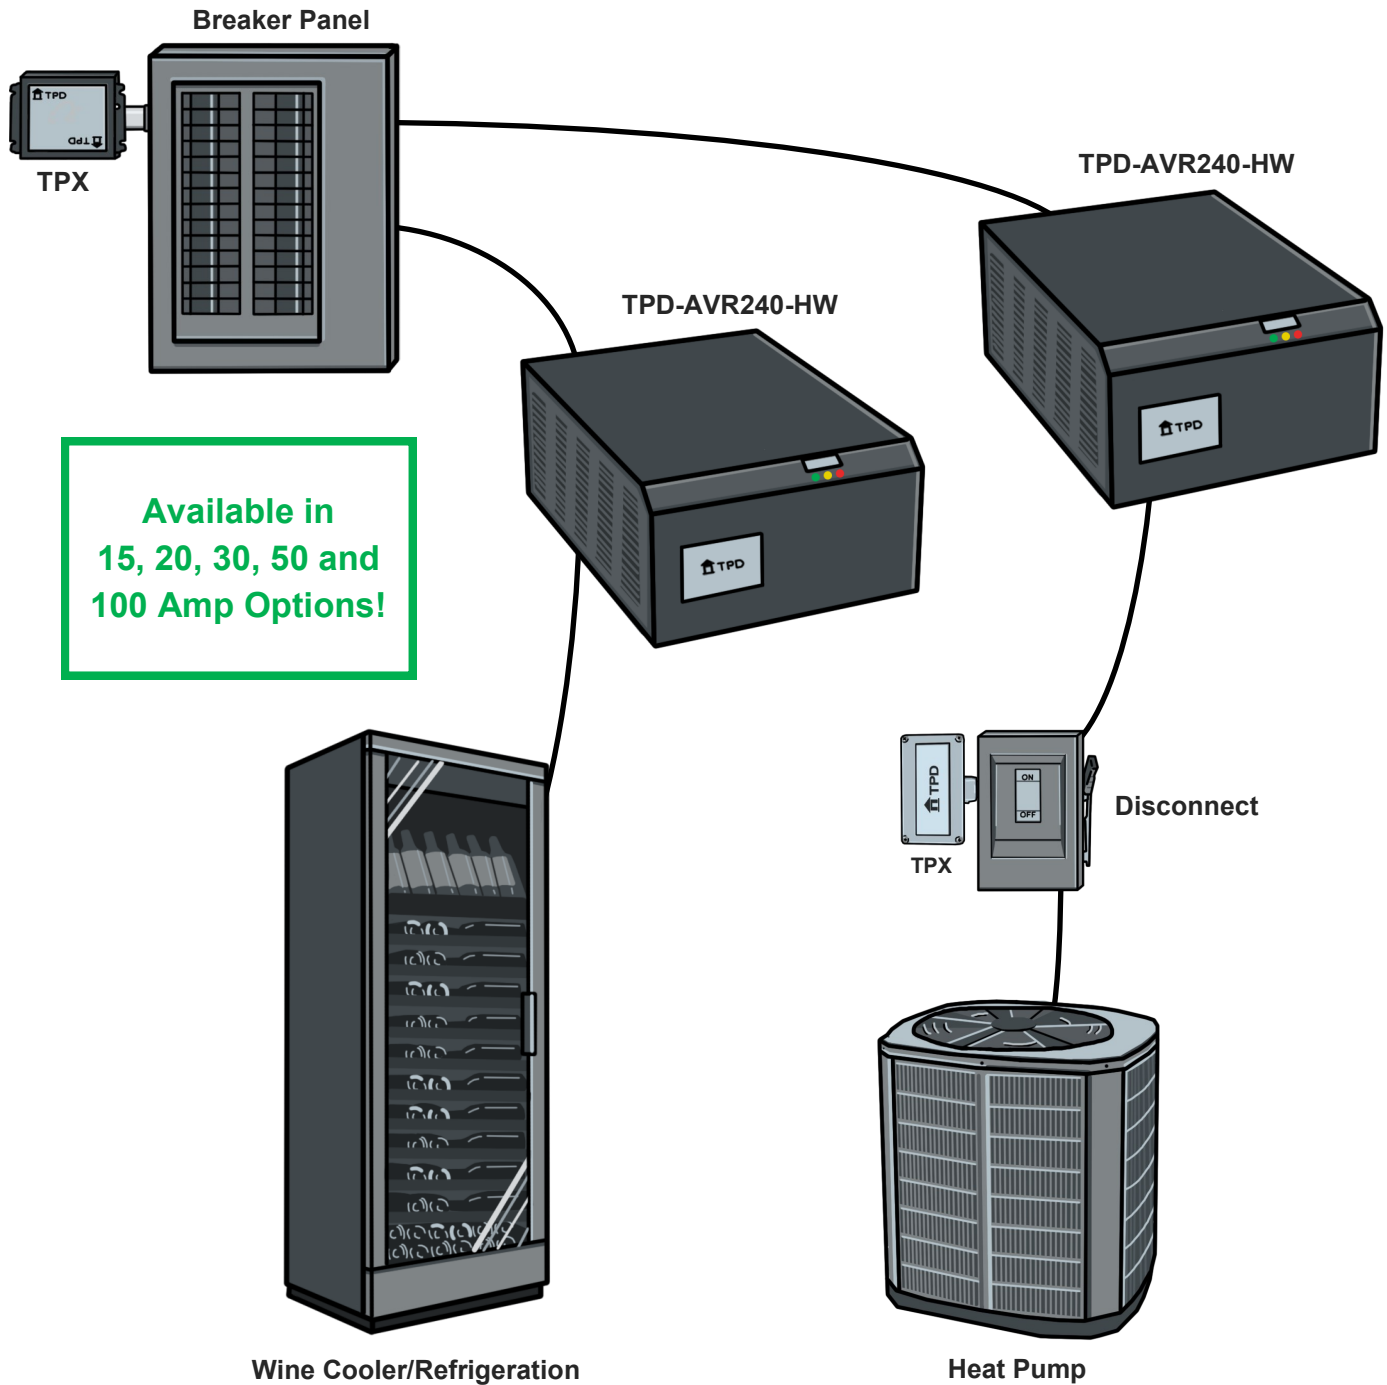 Breaker Panel
TPD
TPD
TPX
TPD-AVR240-HW
TPD
TPD-AVR240-HW
TPD
Available in
15, 20, 30, 50 and
100 Amp Options!
TPD
TPX
ON
OFF
Disconnect
Wine Cooler/Refrigeration
Heat Pump